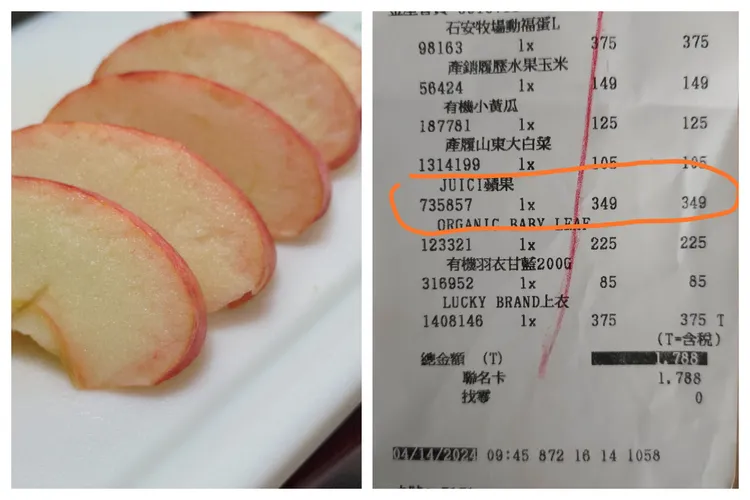 石安牧場動福蛋L
98163 1x 375 375
產銷履歷水果玉米
56424 1x 149 149
有機小黃瓜
187781 1x 125 125
產履山東大白菜
1314199 1x 105 105
JUICI蘋果
735857 1x 349 349
ORGANIC BABY LEAF
123321 1x 225 225
有機羽衣甘藍200G
316952 1x 85 85
LUCKY BRAND上衣
1408146 1x 375 375 T
(T=含稅)
總金額 (T) 1,788
聯名卡 1,788
找零 0
04/14/2024 09:45 872 16 14 1058